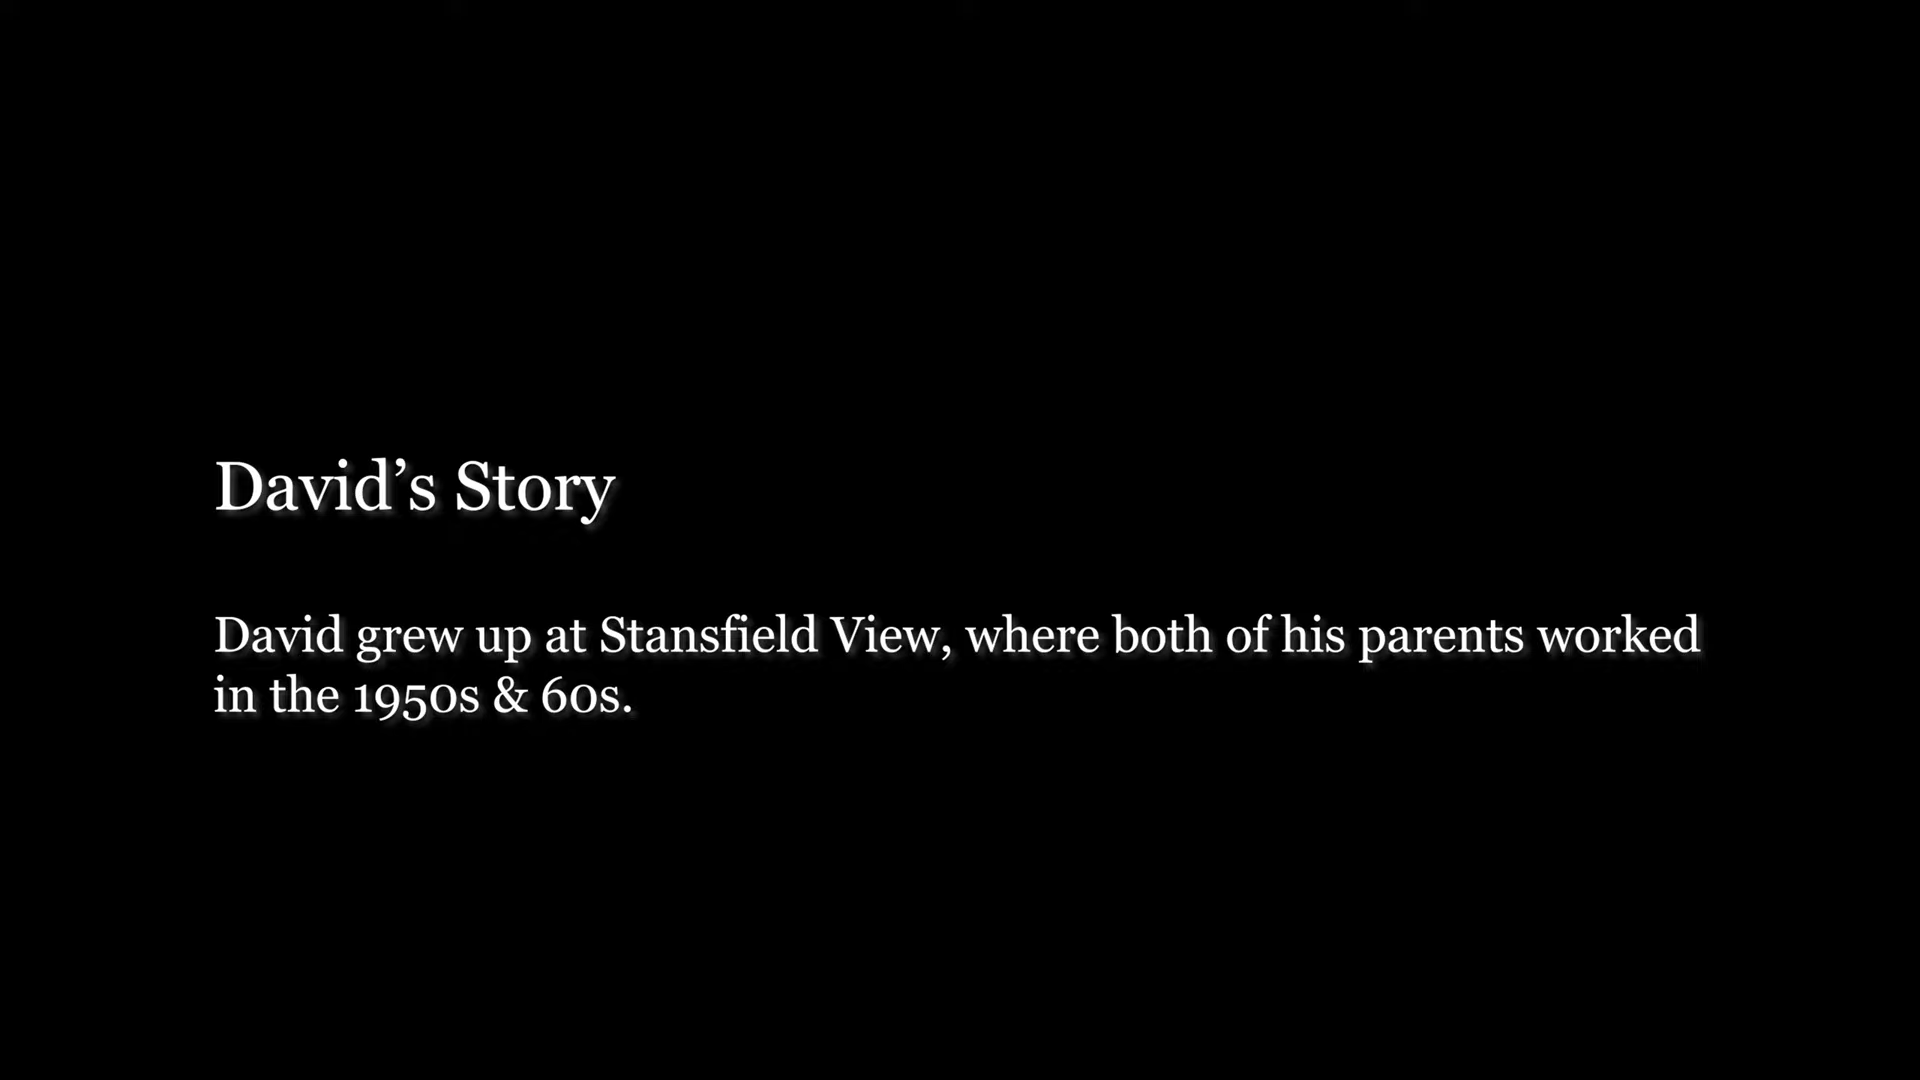 David’s Story
David grew up at Stansfield View, where both of his parents worked
in the 1950s & 60s.